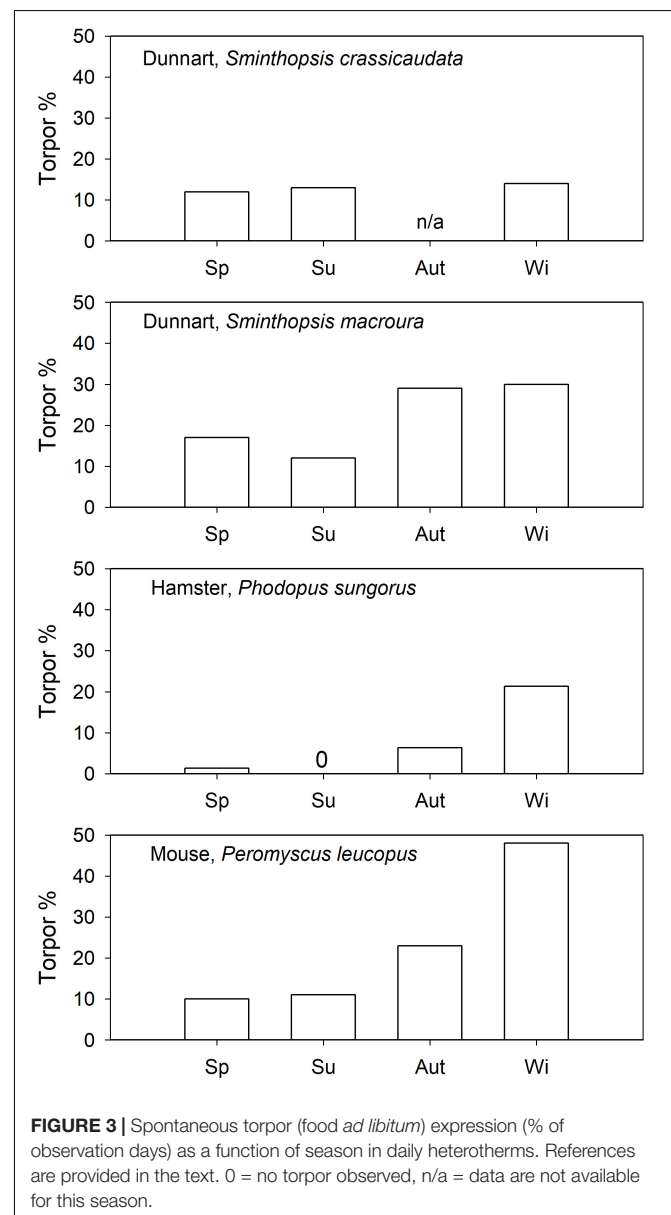 50
Dunnart, Sminthopsis crassicaudata
40
30
20
10
0
Torpor %
n/a
Sp Su Aut Wi
50
Dunnart, Sminthopsis macroura
40
30
20
10
0
Torpor %
Sp Su Aut Wi
50
Hamster, Phodopus sungorus
40
30
20
10
0
Torpor %
0
Sp Su Aut Wi
50
Mouse, Peromyscus leucopus
40
30
20
10
0
Torpor %
Sp Su Aut Wi
FIGURE 3 | Spontaneous torpor (food ad libitum) expression (% of
observation days) as a function of season in daily heterotherms. References
are provided in the text. 0 = no torpor observed, n/a = data are not available
for this season.